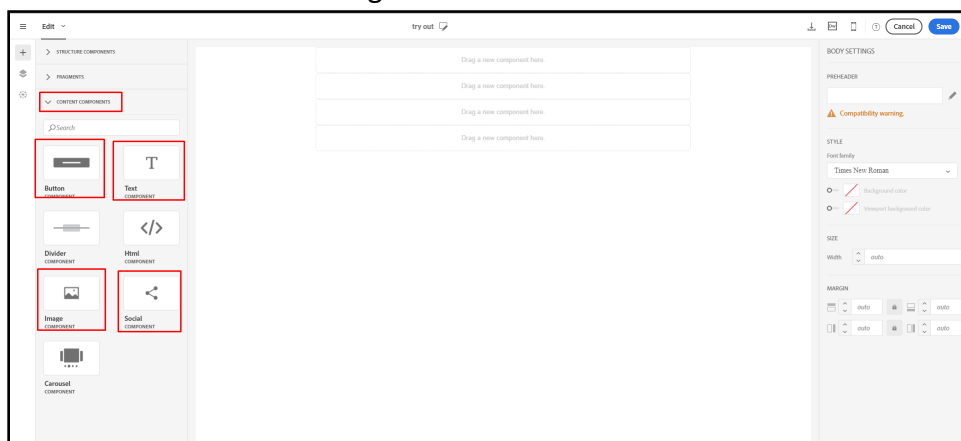 Edit
try out
Cancel
Save
STRUCTURE COMPONENTS
FRAGMENTS
CONTENT COMPONENTS
Search
Button
COMPONENT
Text
COMPONENT
Divider
COMPONENT
Html
COMPONENT
Image
COMPONENT
Social
COMPONENT
Carousel
COMPONENT
Drag a new component here.
Drag a new component here.
Drag a new component here.
Drag a new component here.
BODY SETTINGS
PREHEADER
Compatibility warning.
STYLE
Font family
Times New Roman
Background color
Viewport background color
SIZE
Width auto
MARGIN
auto auto
auto auto